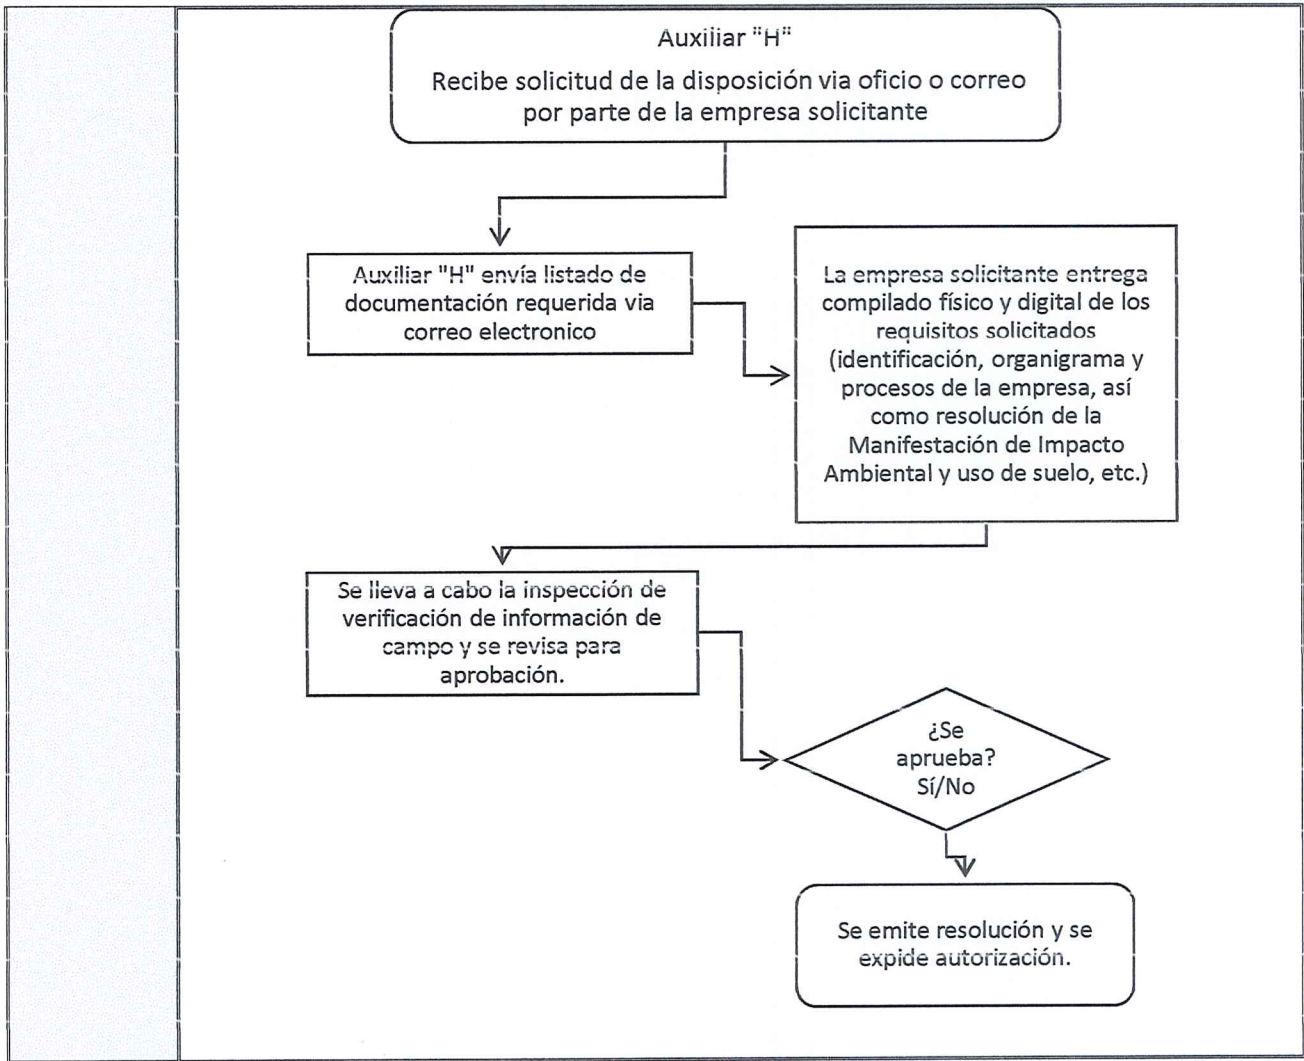 Auxiliar "H"
Recibe solicitud de la disposición via oficio o correo
por parte de la empresa solicitante
Auxiliar "H" envía listado de
documentación requerida via
correo electronico
La empresa solicitante entrega
compilado físico y digital de los
requisitos solicitados
(identificación, organigrama y
procesos de la empresa, así
como resolución de la
Manifestación de Impacto
Ambiental y uso de suelo, etc.)
Se lleva a cabo la inspección de
verificación de información de
campo y se revisa para
aprobación.
¿Se
aprueba?
Sí/No
Se emite resolución y se
expide autorización.